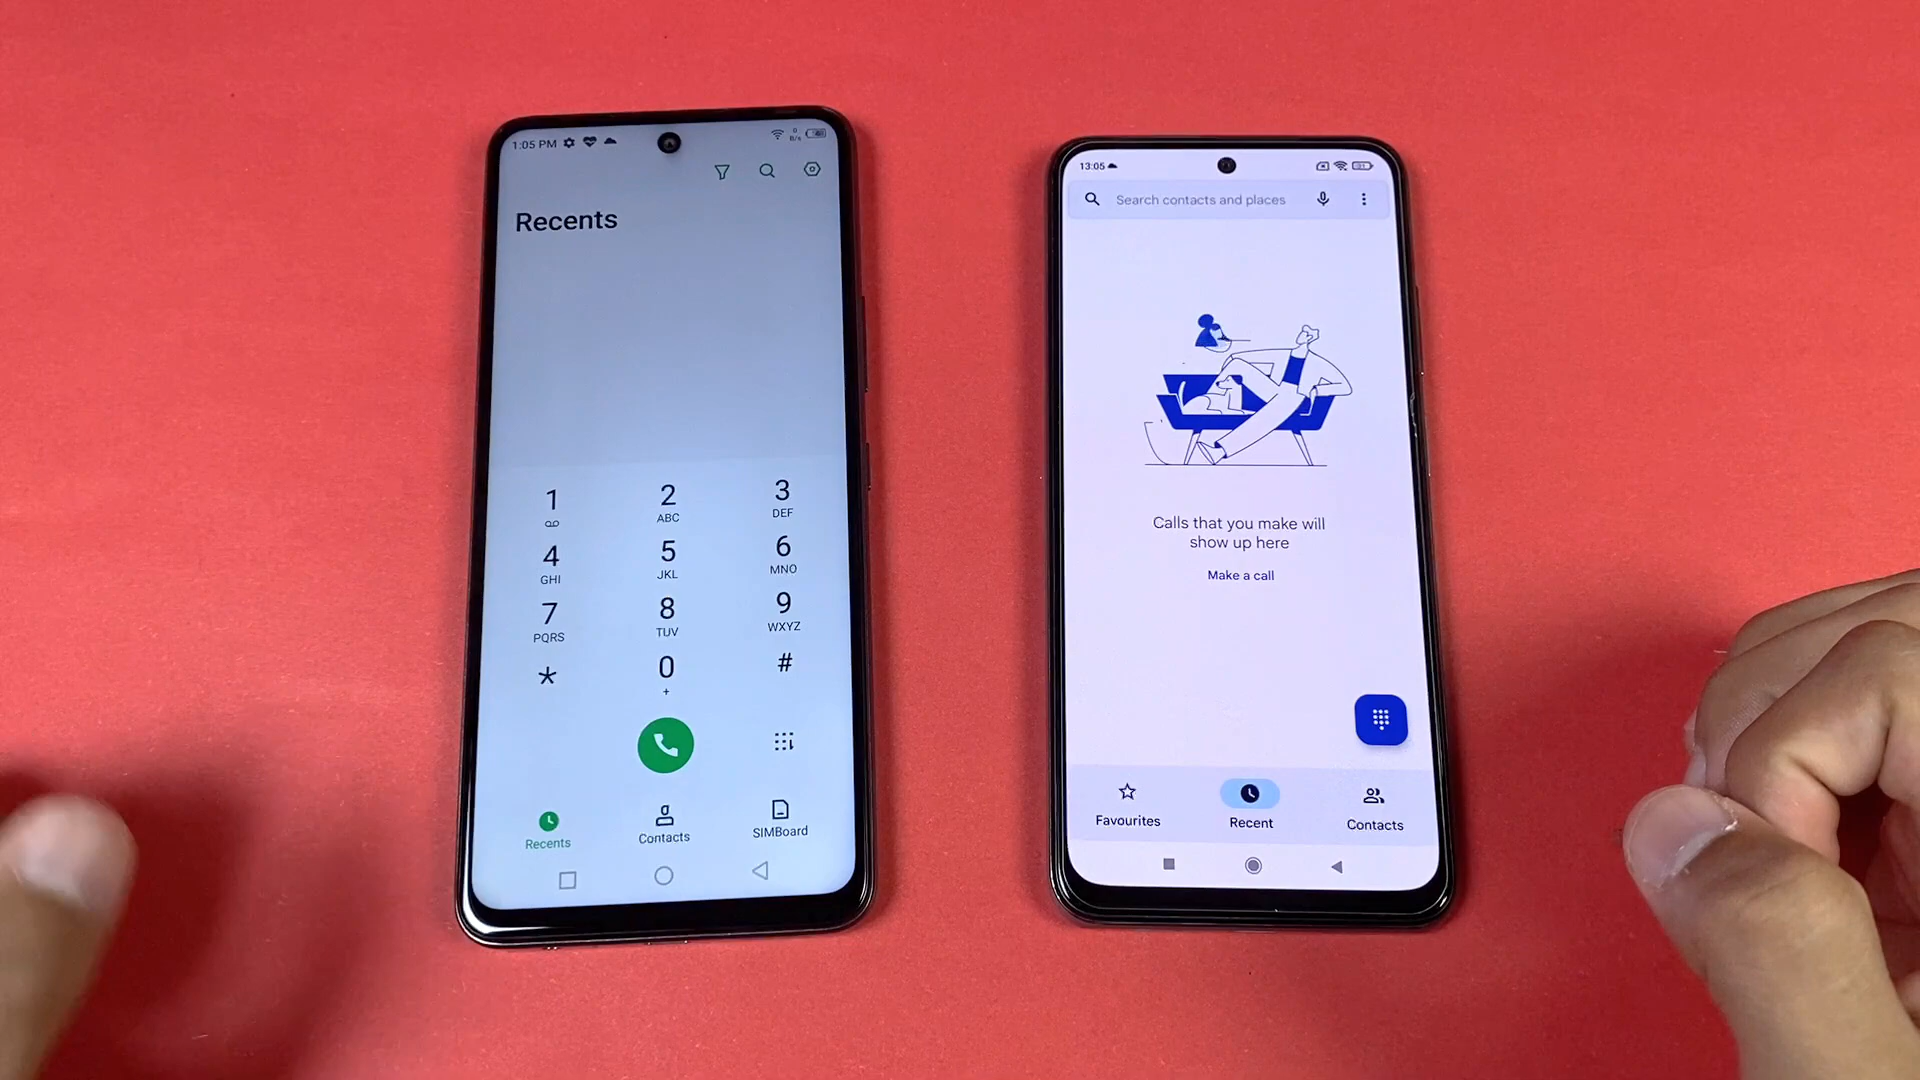 1:05 PM
0
B/s
Recents
1
2
ABC
3
DEF
4
GHI
5
JKL
6
MNO
7
PQRS
8
TUV
9
WXYZ
*
0
+
#
Recents
Contacts
SIMBoard
13:05
Search contacts and places
Calls that you make will
show up here
Make a call
Favourites
Recent
Contacts